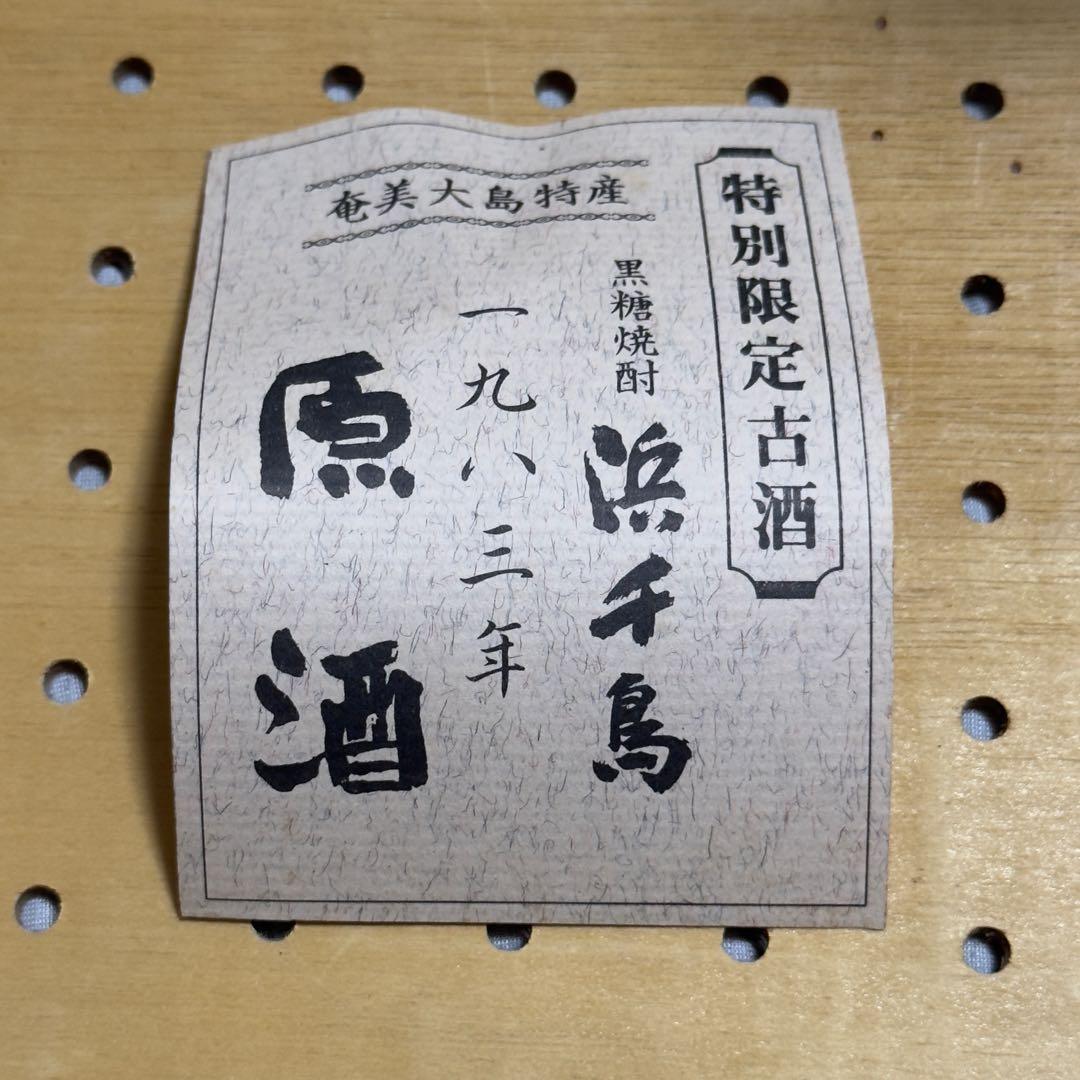 特別限定古酒
奄美大島特産
黒糖焼酎
浜千鳥
一九八三年
原酒